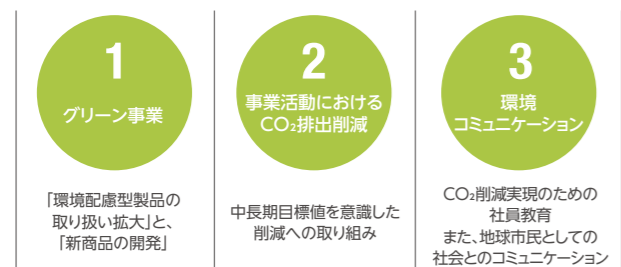 1
グリーン事業
「環境配慮型製品の
取り扱い拡大」と、
「新商品の開発」
2
事業活動における
CO₂排出削減
中長期目標値を意識した
削減への取り組み
3
環境
コミュニケーション
CO₂削減実現のための
社員教育
また、地球市民としての
社会とのコミュニケーション